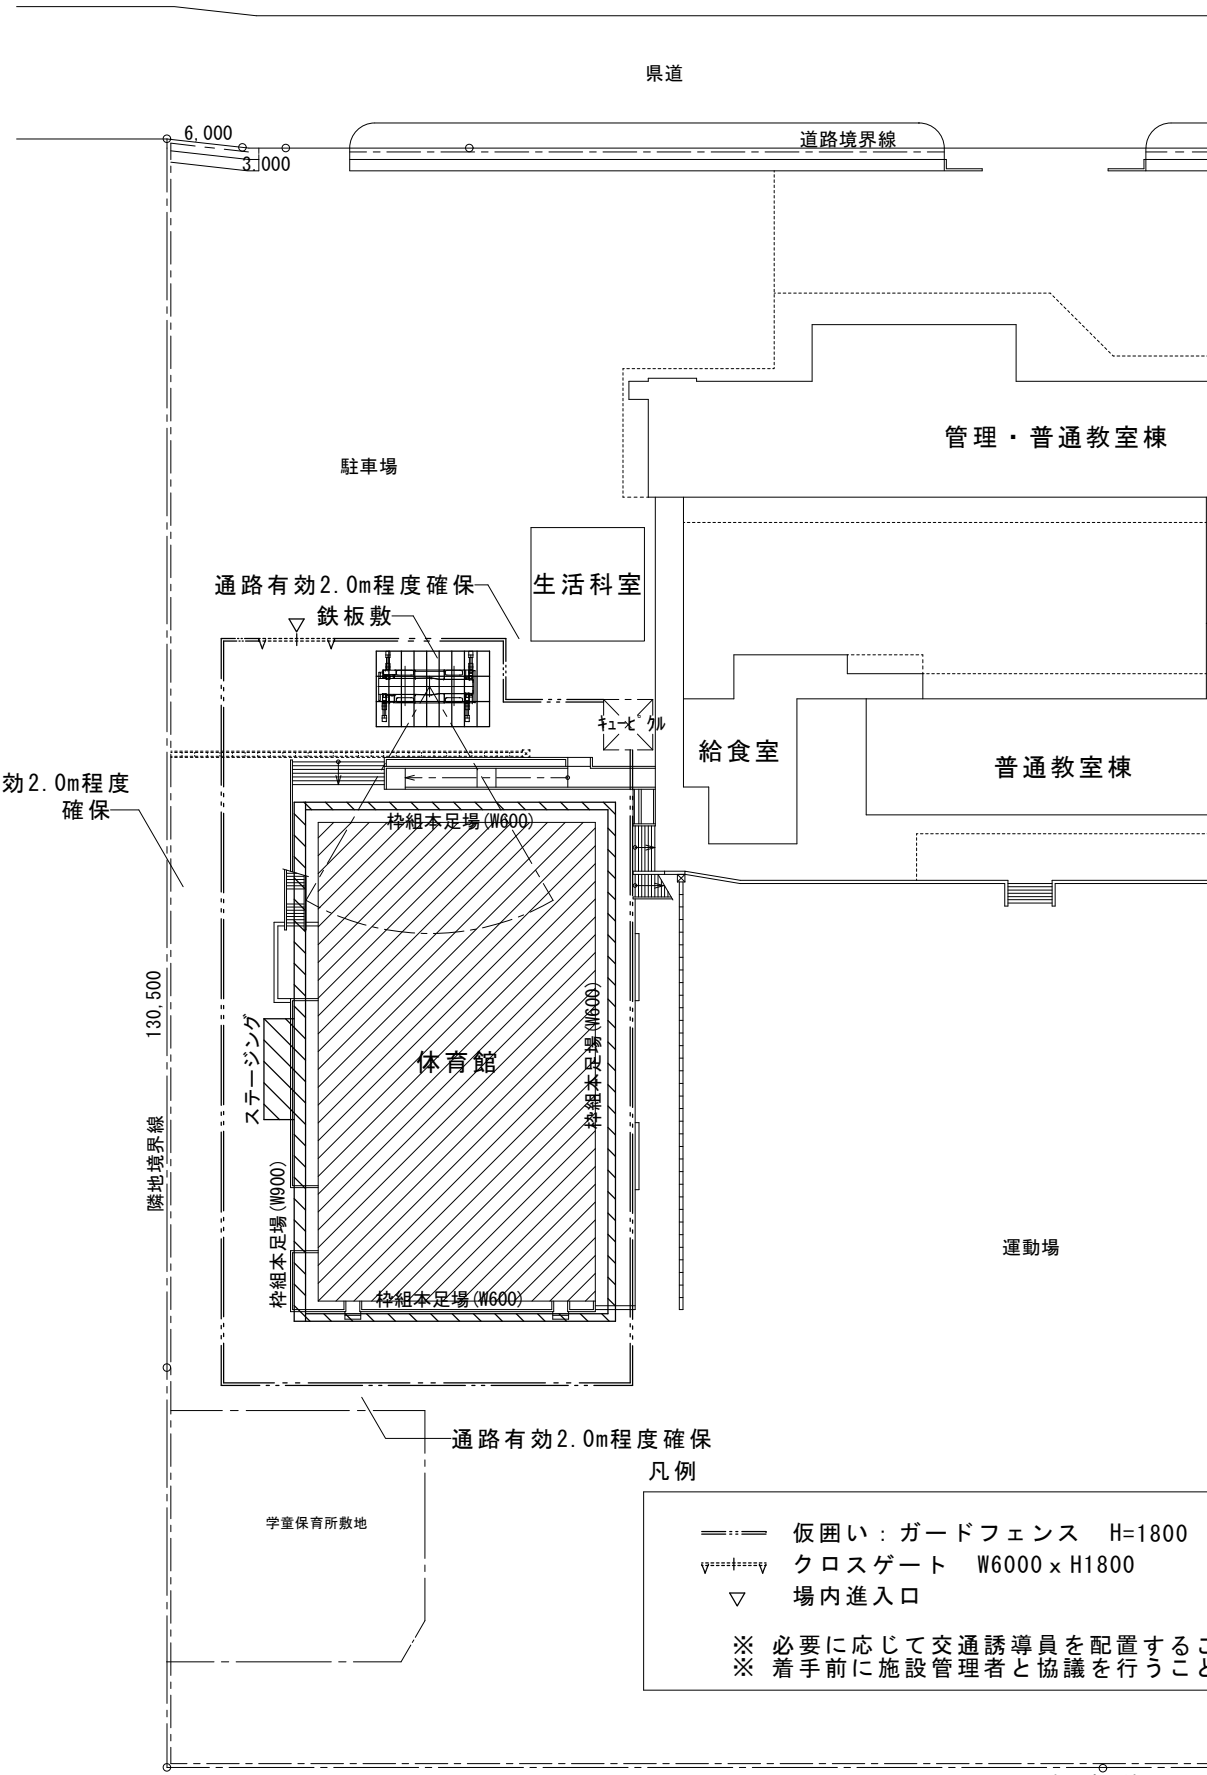 県道
6,000
道路境界線
3.000
管理・普通教室棟
駐車場
通路有効2.0m程度確保
生活科室
鉄板敷
キュービクル
給食室
普通教室棟
効2.0m程度
確保
枠組本足場(W600)
130,500
隣地境界線
ステージング
体育館
枠組本足場(W600)
枠組本足場(W900)
枠組本足場(W600)
運動場
通路有効2.0m程度確保
凡例
学童保育所敷地
仮囲い：ガードフェンス H=1800
クロスゲート W6000×H1800
場内進入口
※ 必要に応じて交通誘導員を配置するこ
※ 着手前に施設管理者と協議を行うこと